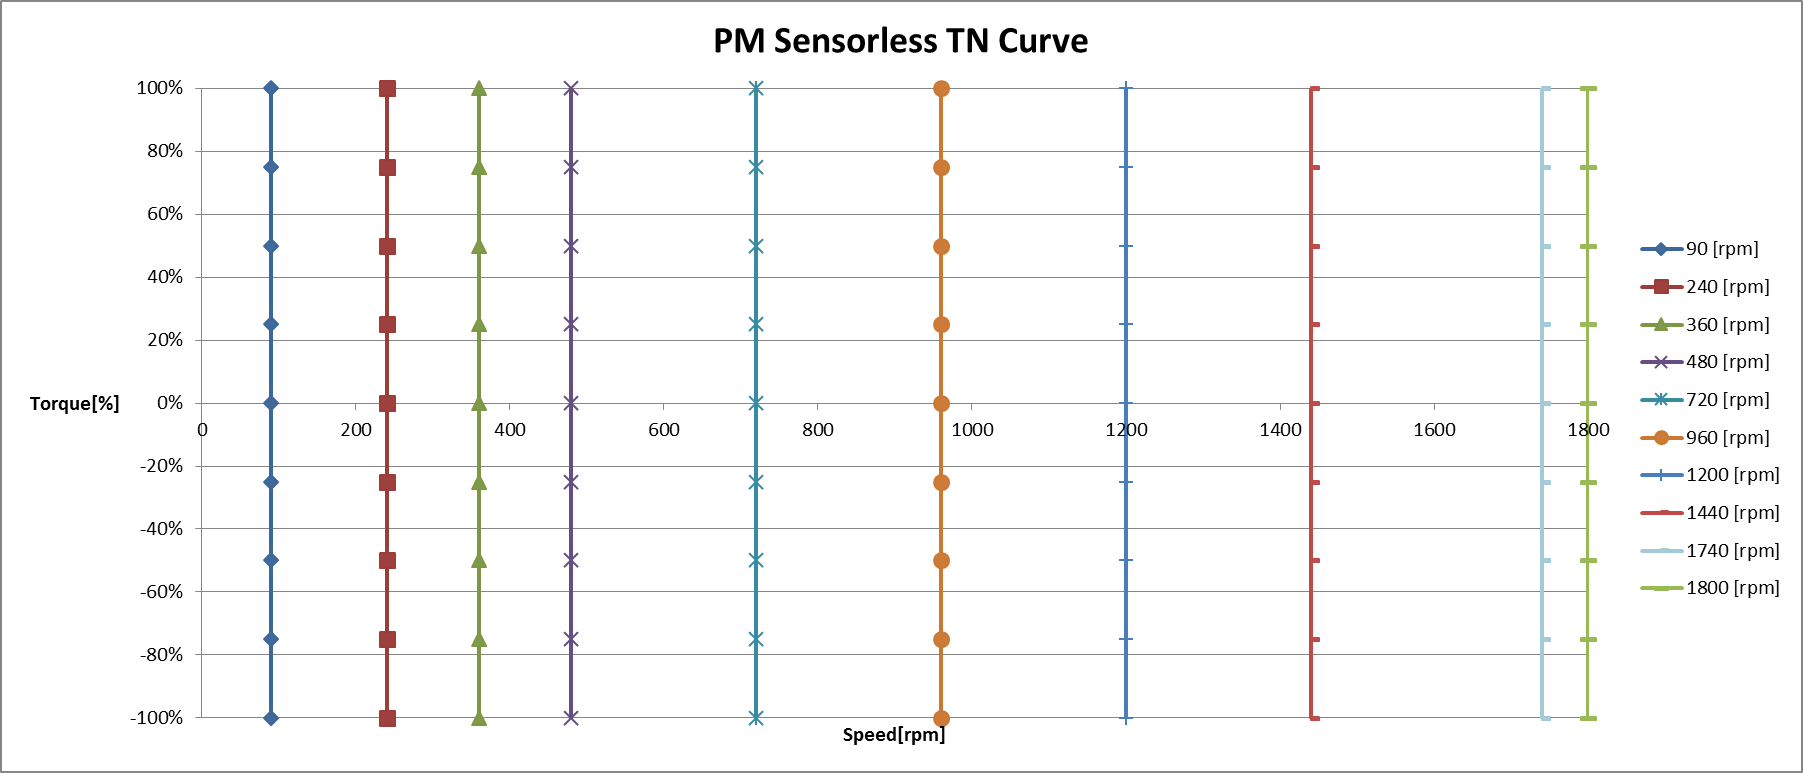 PM Sensorless TN Curve
100%
80%
60%
40%
20%
0%
-20%
-40%
-60%
-80%
-100%
Torque[%]
0 200 400 600 800 1000 1200 1400 1600 1800
Speed[rpm]
90 [rpm]
240 [rpm]
360 [rpm]
480 [rpm]
720 [rpm]
960 [rpm]
1200 [rpm]
1440 [rpm]
1740 [rpm]
1800 [rpm]